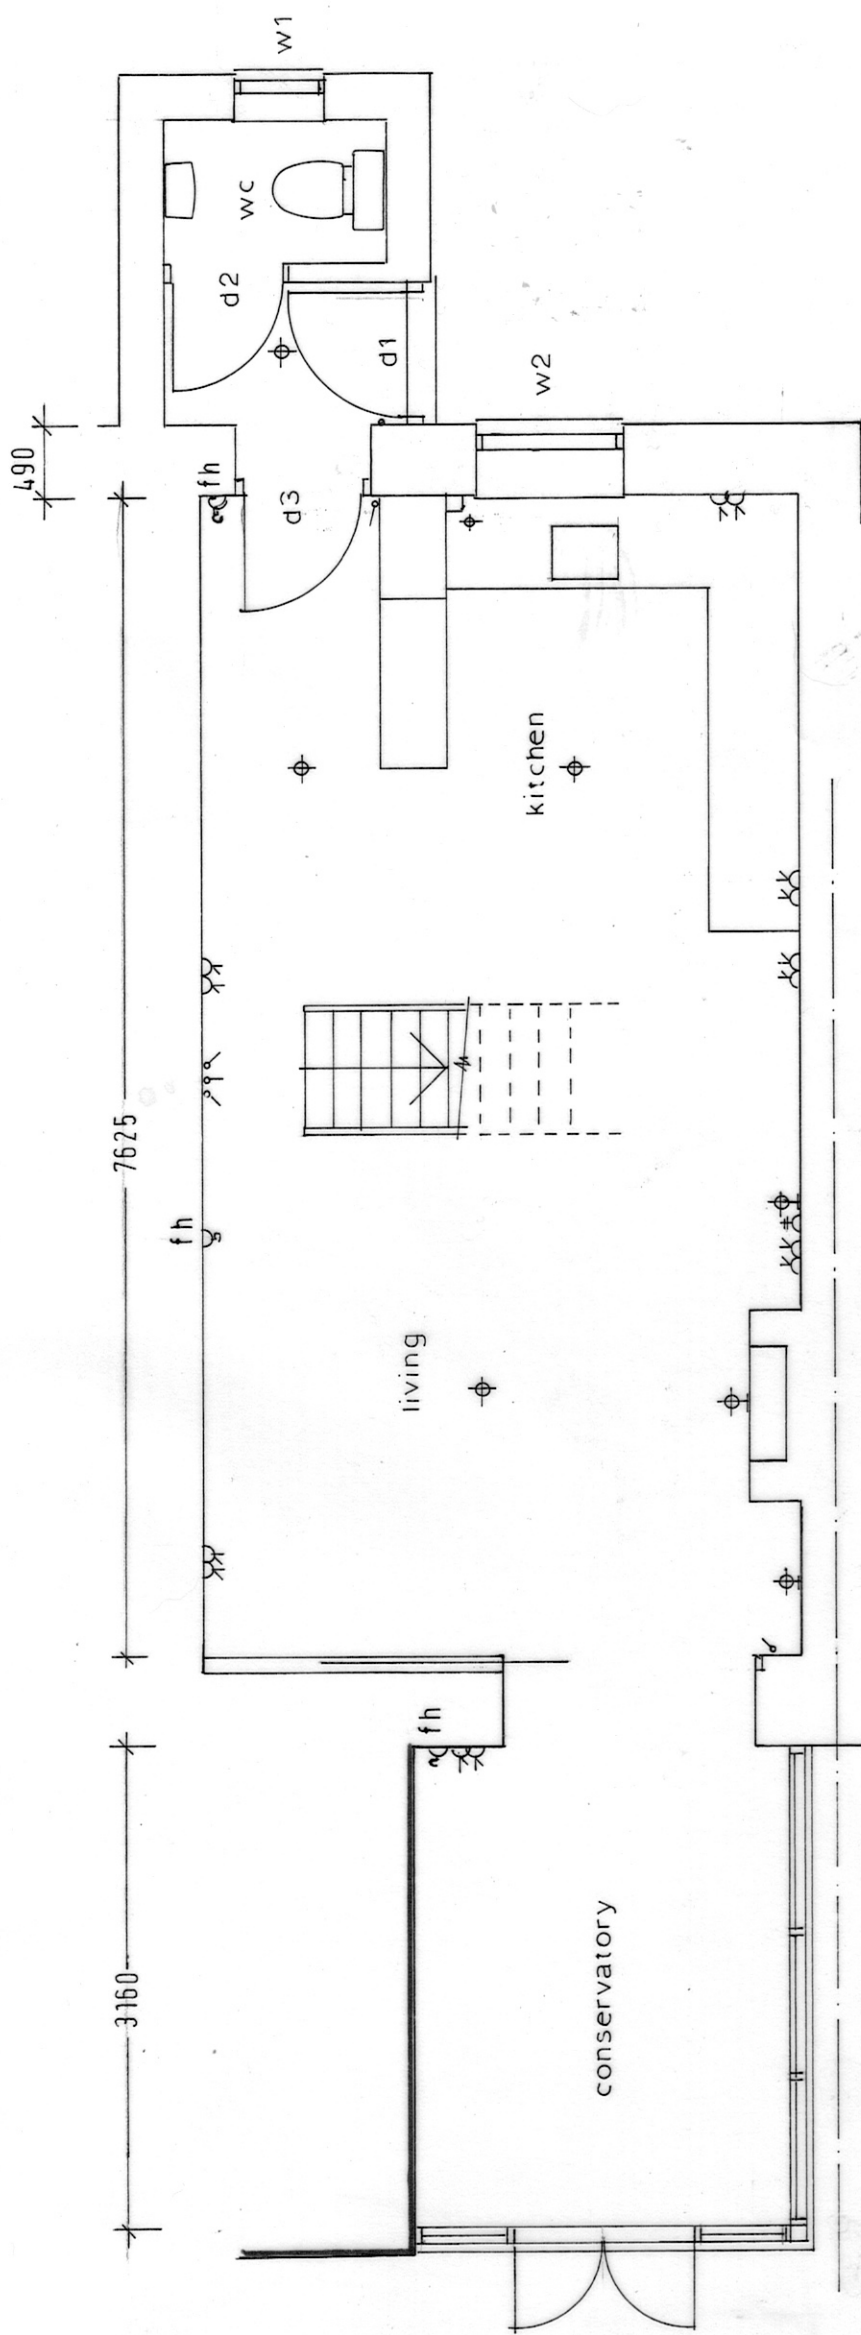 w1
wc
d2
d1
w2
490
fh
d3
kitchen
7625
fh
living
fh
3160
conservatory